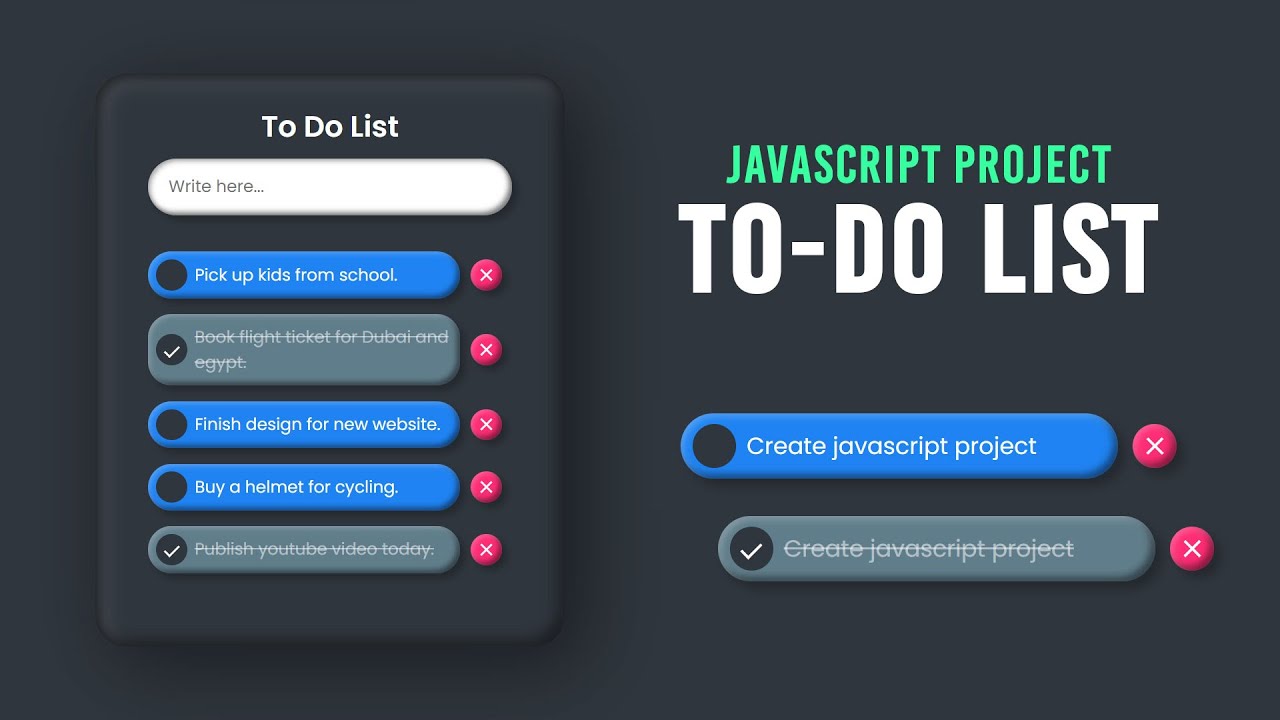 To Do List
Write here...
Pick up kids from school.
Book flight ticket for Dubai and
egypt.
Finish design for new website.
Buy a helmet for cycling.
Publish youtube video today.
JAVASCRIPT PROJECT
TO-DO LIST
Create javascript project
Create javascript project